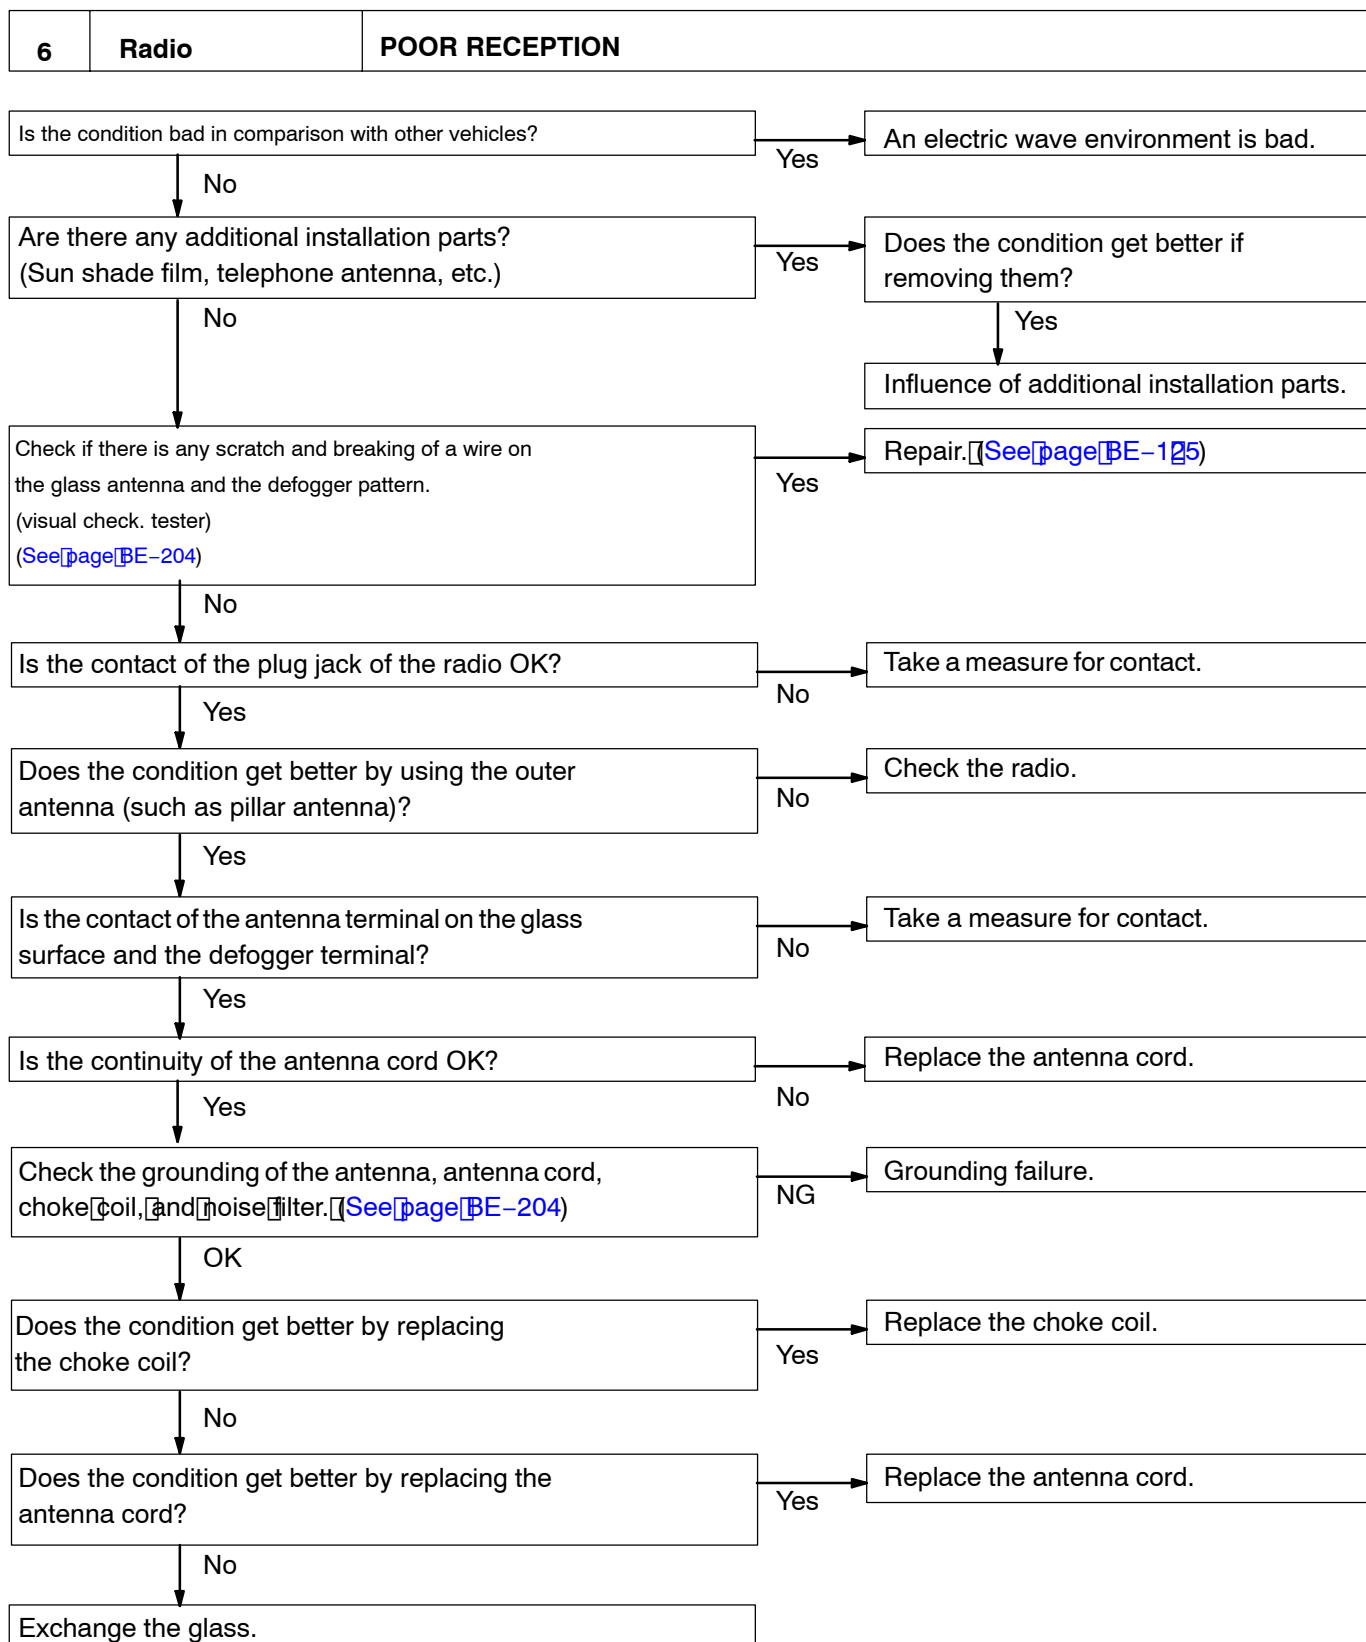 6 Radio POOR RECEPTION
Is the condition bad in comparison with other vehicles?
Yes
An electric wave environment is bad.
No
Are there any additional installation parts?
(Sun shade film, telephone antenna, etc.)
Yes
Does the condition get better if
removing them?
No
Yes
Influence of additional installation parts.
Check if there is any scratch and breaking of a wire on
the glass antenna and the defogger pattern.
(visual check. tester)
(See page BE−204)
Yes
Repair. (See page BE−125)
No
Is the contact of the plug jack of the radio OK?
No
Take a measure for contact.
Yes
Does the condition get better by using the outer
antenna (such as pillar antenna)?
No
Check the radio.
Yes
Is the contact of the antenna terminal on the glass
surface and the defogger terminal?
No
Take a measure for contact.
Yes
Is the continuity of the antenna cord OK?
No
Replace the antenna cord.
Yes
Check the grounding of the antenna, antenna cord,
choke coil, and noise filter. (See page BE−204)
NG
Grounding failure.
OK
Does the condition get better by replacing
the choke coil?
Yes
Replace the choke coil.
No
Does the condition get better by replacing the
antenna cord?
Yes
Replace the antenna cord.
No
Exchange the glass.